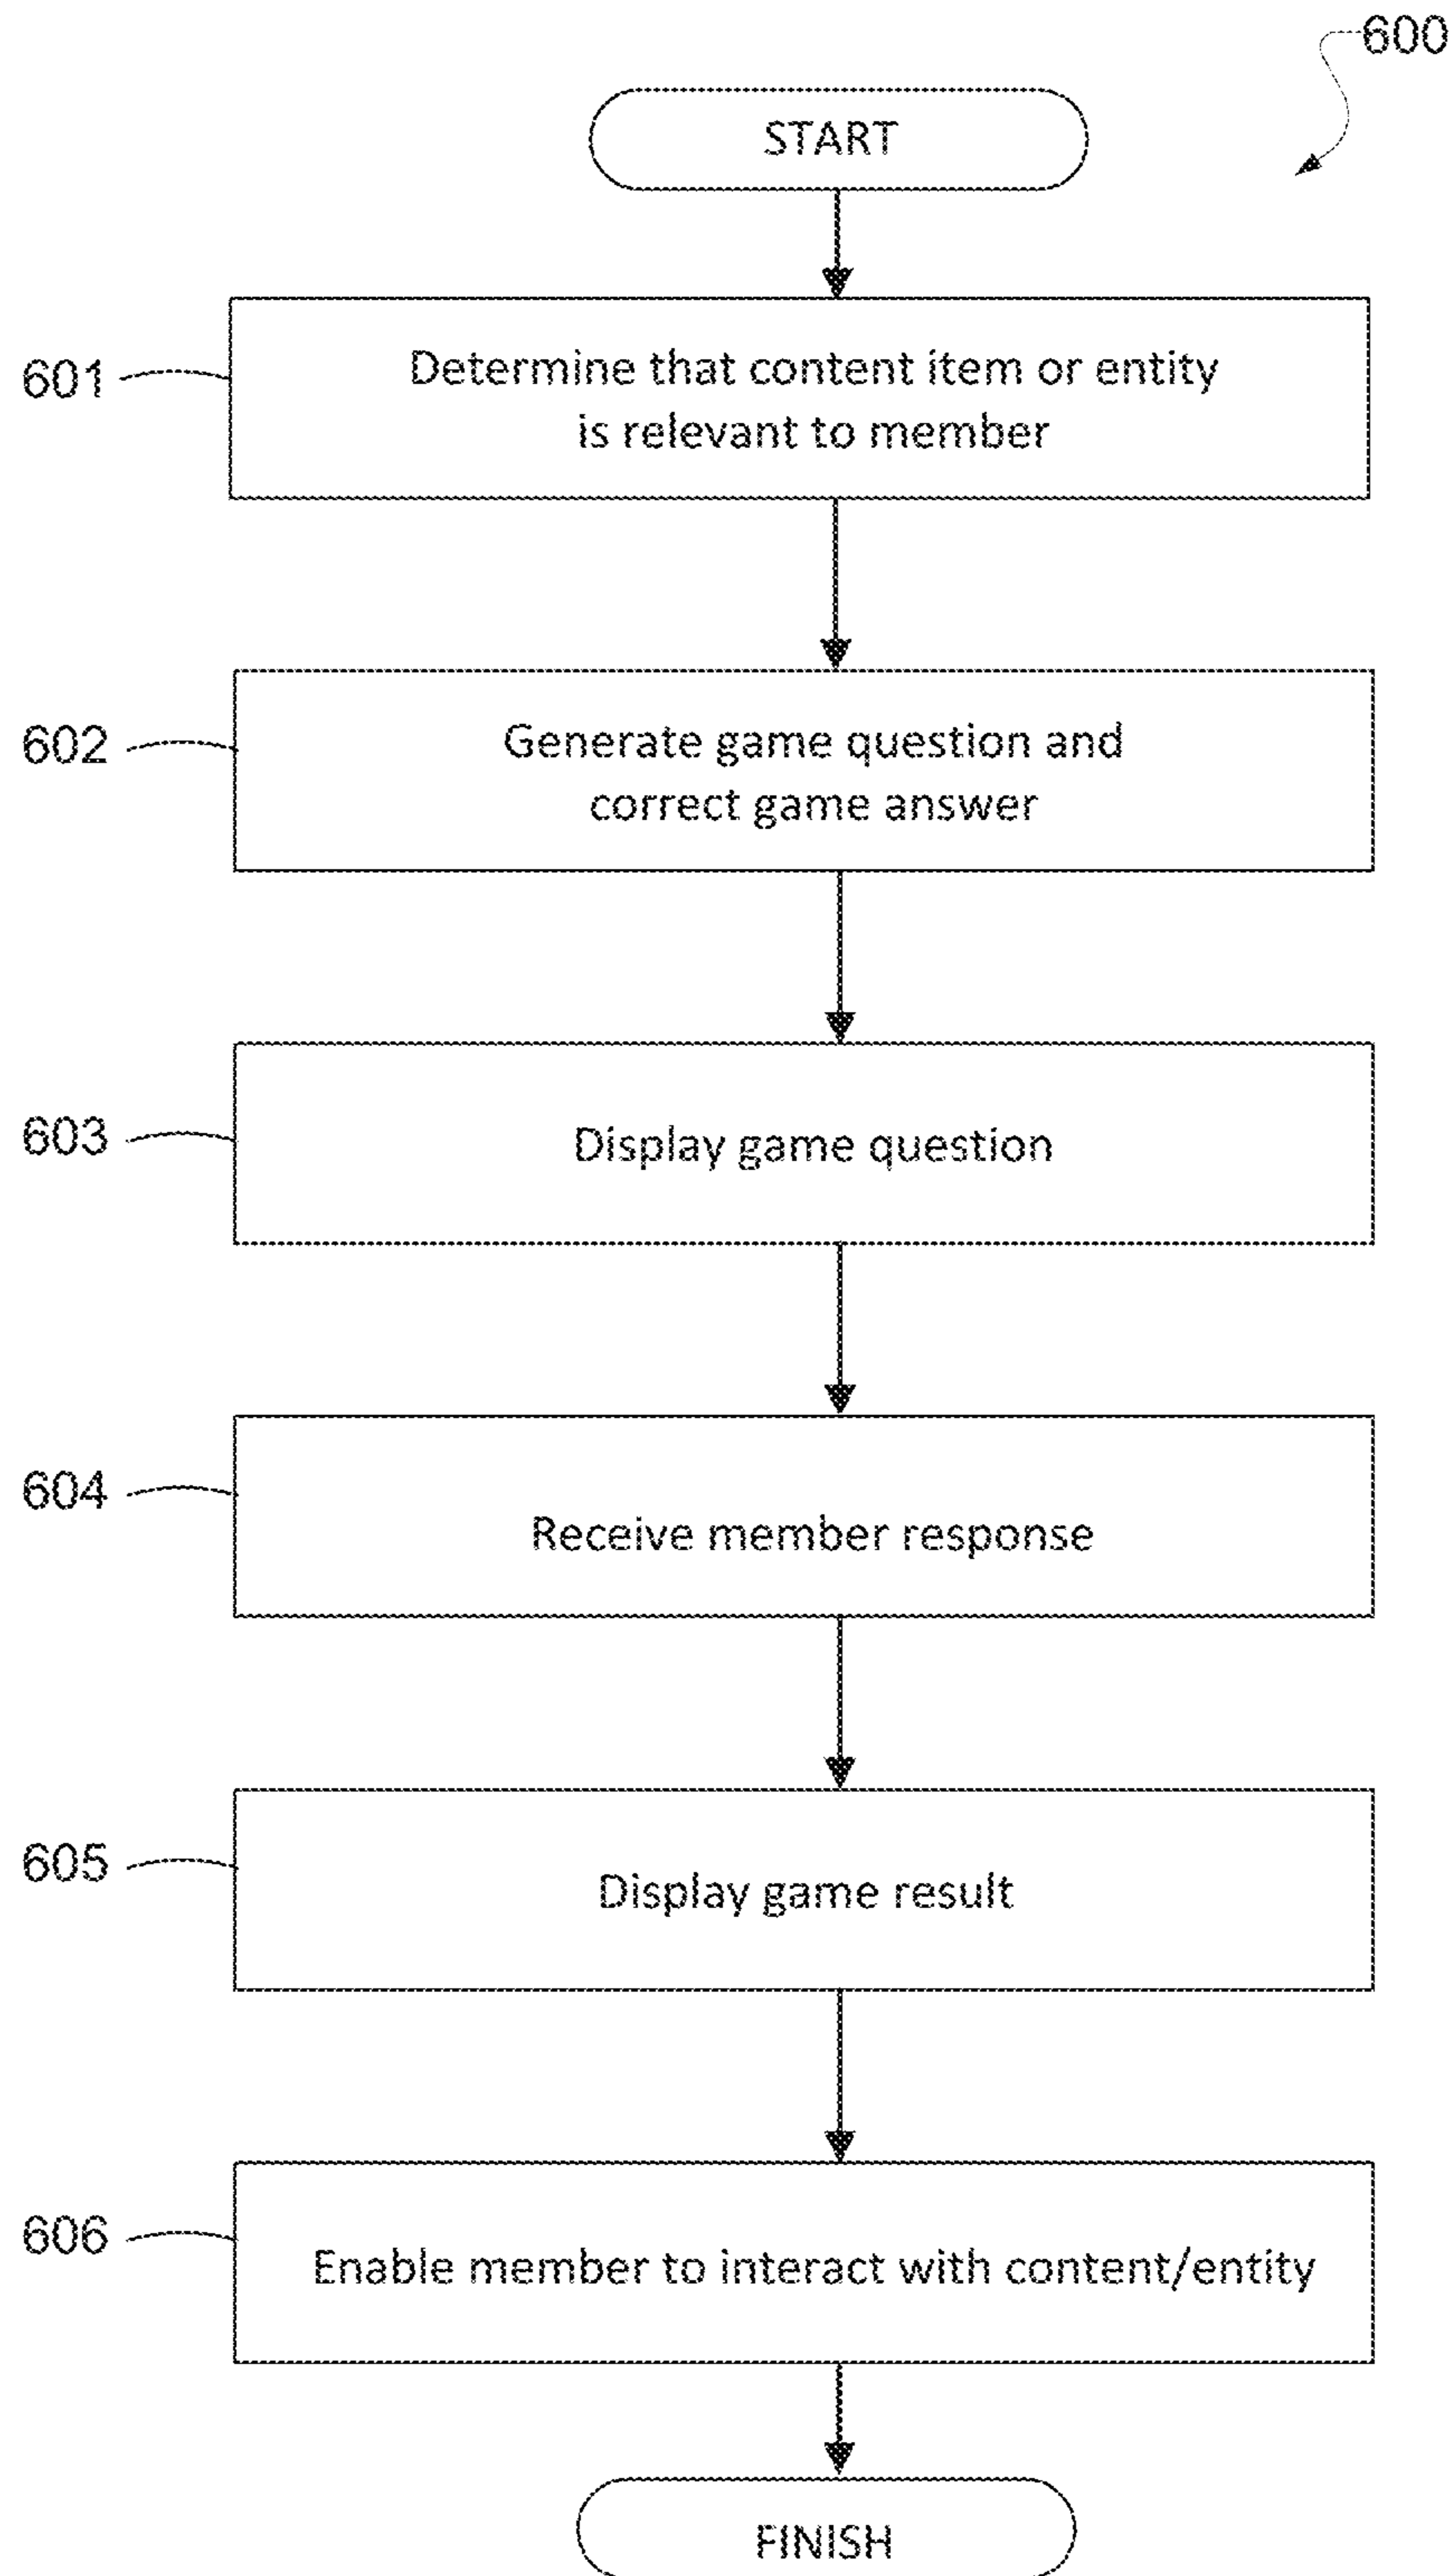 600
START
601
Determine that content item or entity
is relevant to member
602
Generate game question and
correct game answer
603
Display game question
604
Receive member response
605
Display game result
606
Enable member to interact with content/entity
FINISH